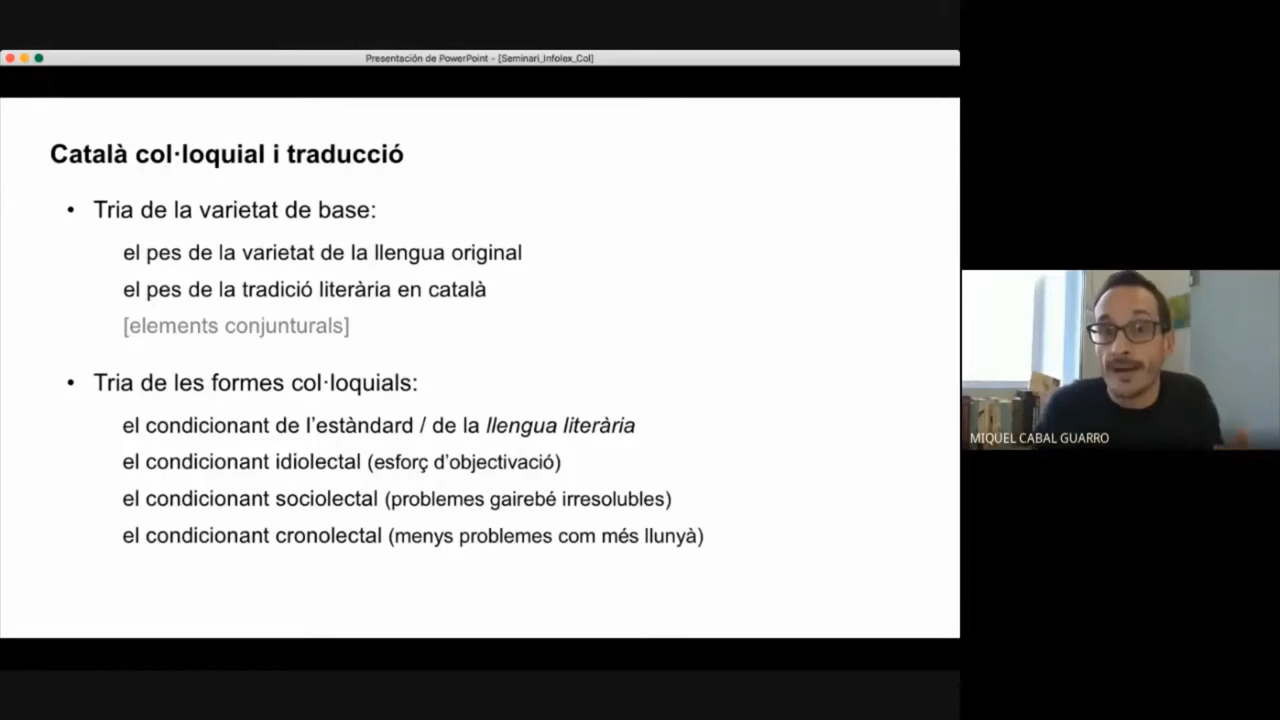 Presentación de PowerPoint - [Seminari_Infolex_Col]
Català col·loquial i traducció
• Tria de la varietat de base:
el pes de la varietat de la llengua original
el pes de la tradició literària en català
[elements conjunturals]
• Tria de les formes col·loquials:
el condicionant de l’estàndard / de la llengua literària
el condicionant idiolectal (esforç d’objectivació)
el condicionant sociolectal (problemes gairebé irresolubles)
el condicionant cronolectal (menys problemes com més llunyà)
MIQUEL CABAL GUARRO